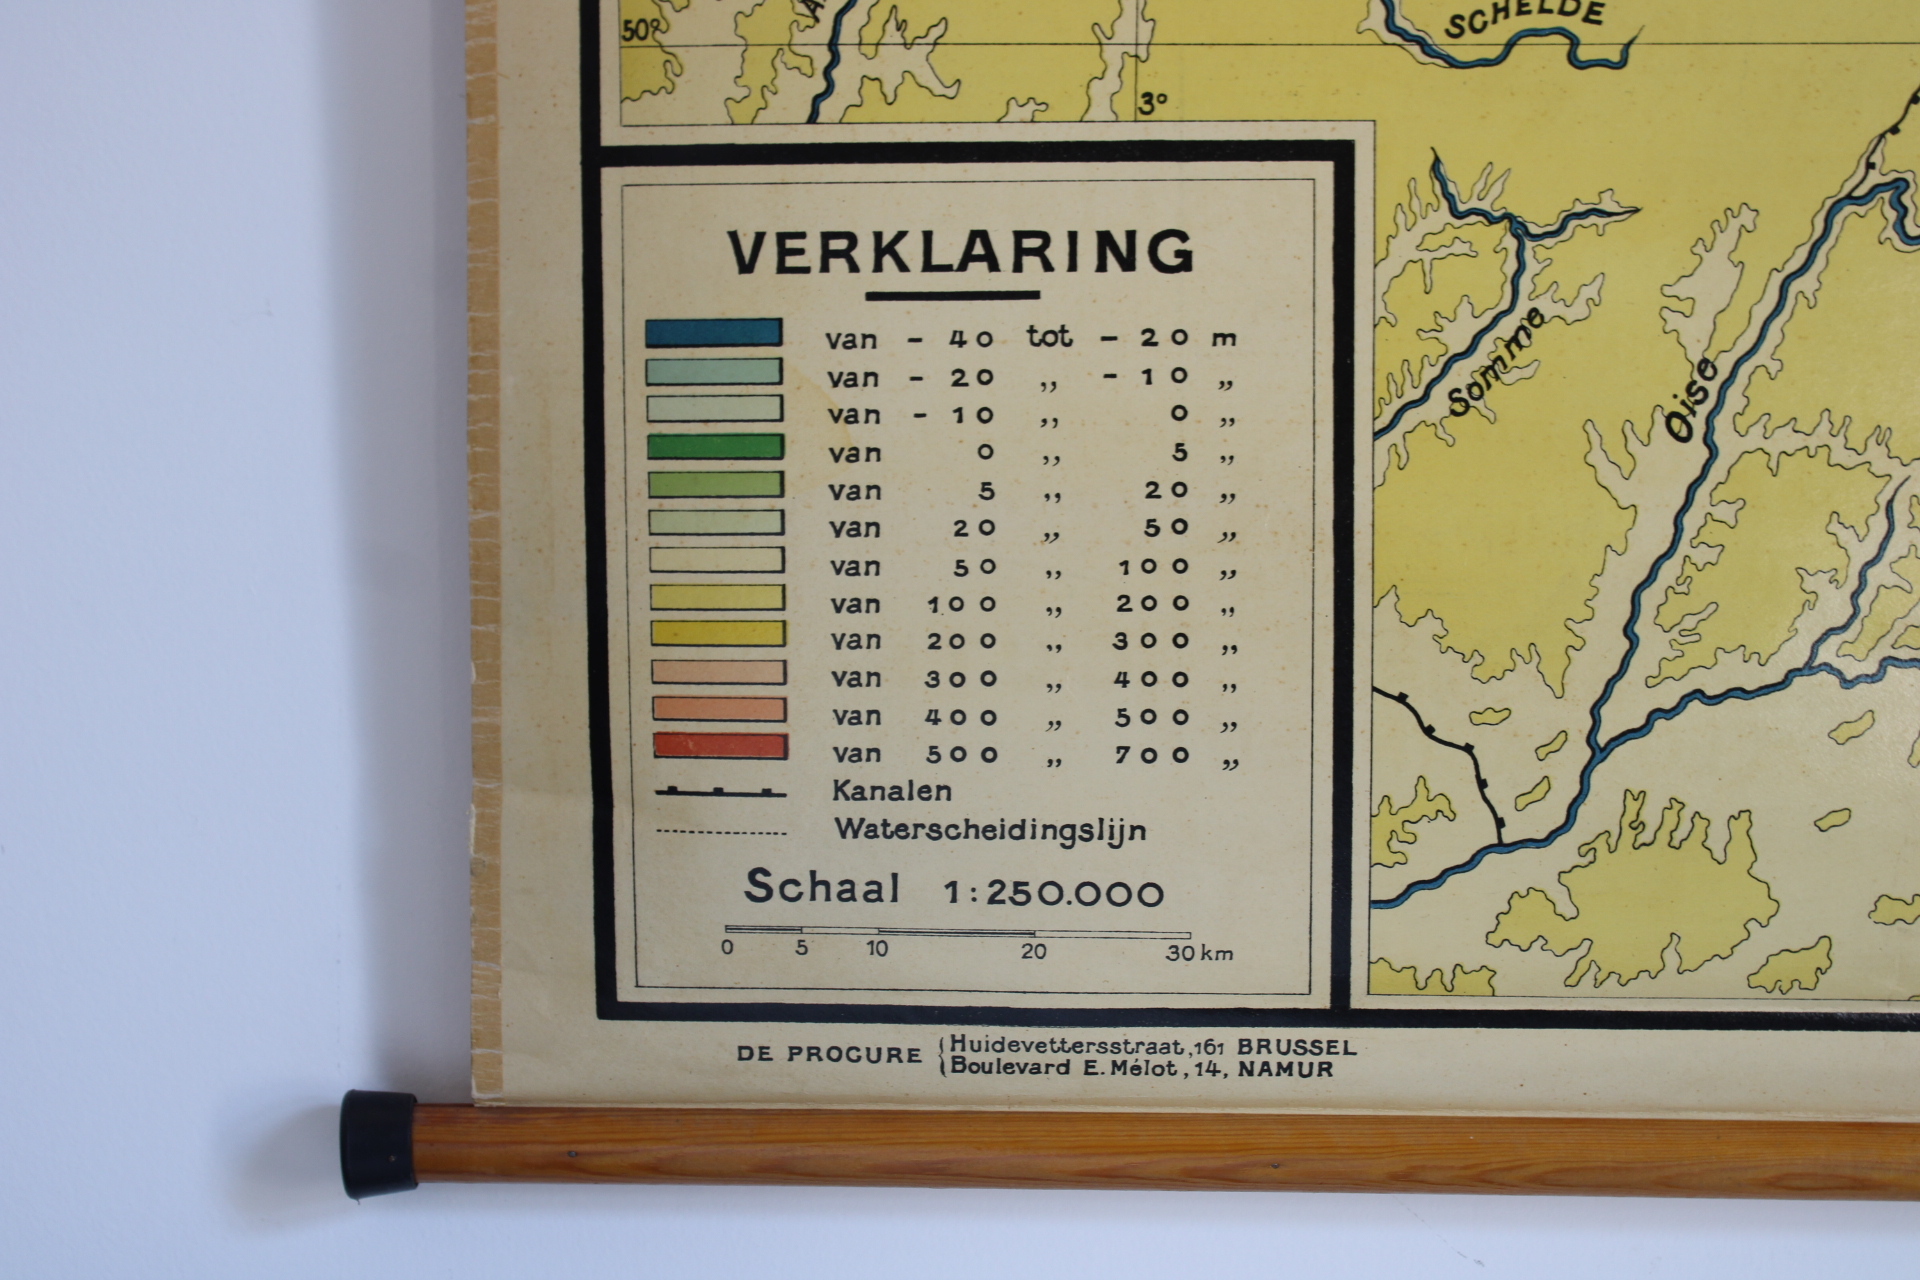 50°
SCHELDE
3°
VERKLARING
van - 40 tot - 20 m
van - 20 ,, - 10 ,,
van - 10 ,, 0 ,,
van 0 ,, 5 ,,
van 5 ,, 20 ,,
van 20 ,, 50 ,,
van 50 ,, 100 ,,
van 100 ,, 200 ,,
van 200 ,, 300 ,,
van 300 ,, 400 ,,
van 400 ,, 500 ,,
van 500 ,, 700 ,,
Kanalen
Waterscheidingslijn
Schaal 1:250.000
0 5 10 20 30 km
Somme
Oise
DE PROCURE { Huidevettersstraat, 161 BRUSSEL
Boulevard E. Mélot, 14, NAMUR